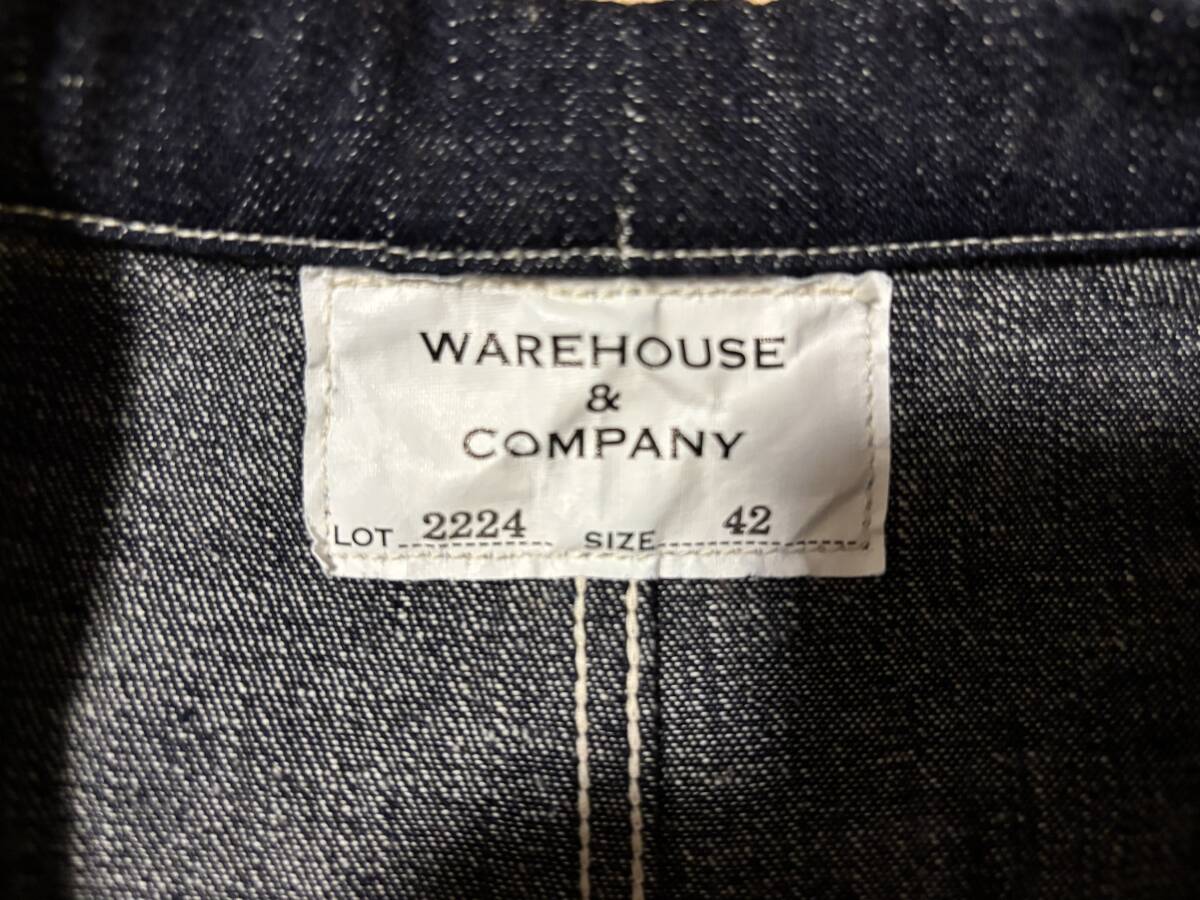 WAREHOUSE
&
COMPANY
LOT 2224 SIZE 42